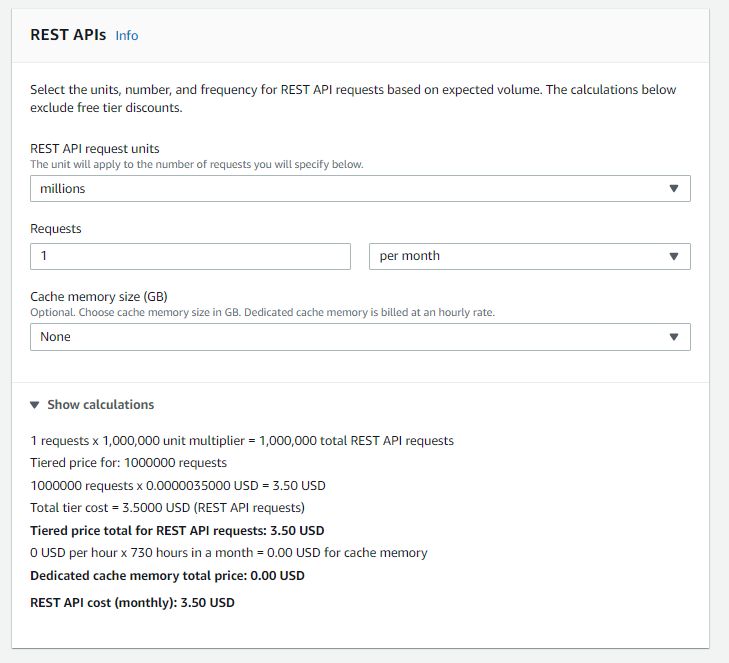 REST APIs Info
Select the units, number, and frequency for REST API requests based on expected volume. The calculations below
exclude free tier discounts.
REST API request units
The unit will apply to the number of requests you will specify below.
millions
Requests
1 per month
Cache memory size (GB)
Optional. Choose cache memory size in GB. Dedicated cache memory is billed at an hourly rate.
None
Show calculations
1 requests x 1,000,000 unit multiplier = 1,000,000 total REST API requests
Tiered price for: 1000000 requests
1000000 requests x 0.0000035000 USD = 3.50 USD
Total tier cost = 3.5000 USD (REST API requests)
Tiered price total for REST API requests: 3.50 USD
0 USD per hour x 730 hours in a month = 0.00 USD for cache memory
Dedicated cache memory total price: 0.00 USD
REST API cost (monthly): 3.50 USD